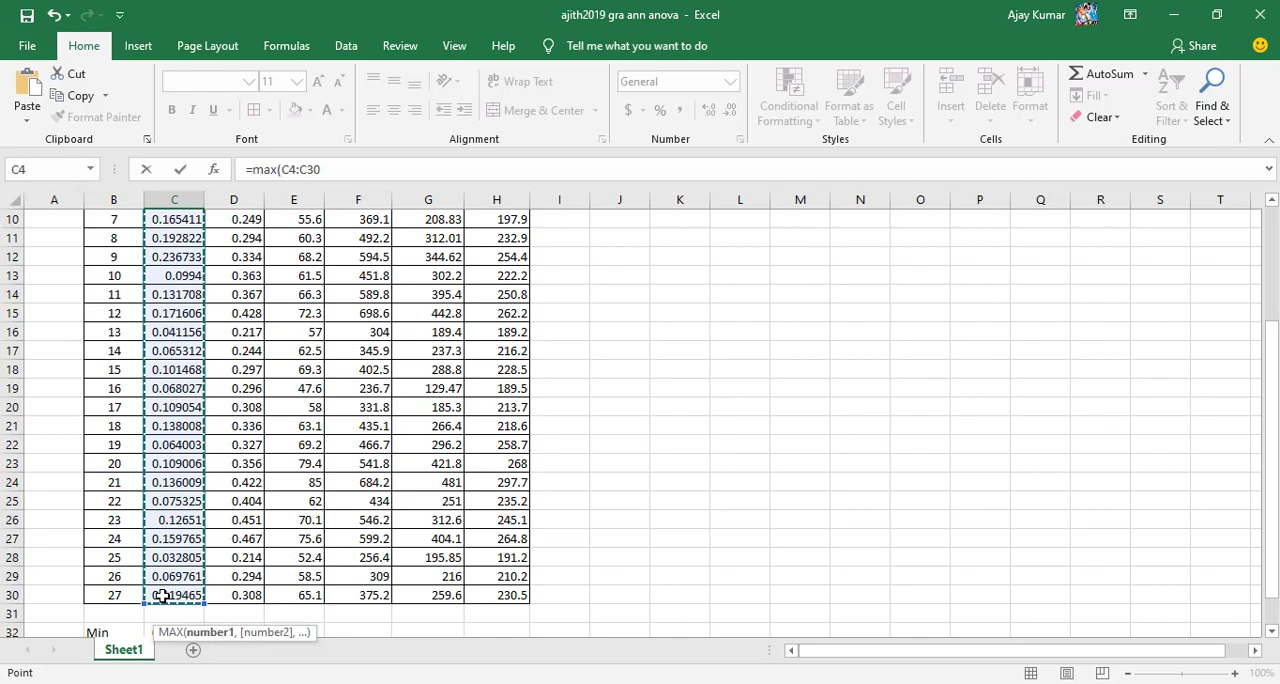 ajith2019 gra ann anova - Excel
Ajay Kumar
File Home Insert Page Layout Formulas Data Review View Help Tell me what you want to do Share
Paste Cut Copy Format Painter
11 B I U A
Wrap Text Merge & Center
General $ % ,
Conditional Formatting Format as Table Cell Styles
Insert Delete Format
AutoSum Fill Clear Sort & Filter Find & Select
Clipboard Font Alignment Number Styles Cells Editing
C4 fx =max(C4:C30
A B C D E F G H I J K L M N O P Q R S T
10 7 0.165411 0.249 55.6 369.1 208.83 197.9
11 8 0.192822 0.294 60.3 492.2 312.01 232.9
12 9 0.236733 0.334 68.2 594.5 344.62 254.4
13 10 0.0994 0.363 61.5 451.8 302.2 222.2
14 11 0.131708 0.367 66.3 589.8 395.4 250.8
15 12 0.171606 0.428 72.3 698.6 442.8 262.2
16 13 0.041156 0.217 57 304 189.4 189.2
17 14 0.065312 0.244 62.5 345.9 237.3 216.2
18 15 0.101468 0.297 69.3 402.5 288.8 228.5
19 16 0.068027 0.296 47.6 236.7 129.47 189.5
20 17 0.109054 0.308 58 331.8 185.3 213.7
21 18 0.138008 0.336 63.1 435.1 266.4 218.6
22 19 0.064003 0.327 69.2 466.7 296.2 258.7
23 20 0.109006 0.356 79.4 541.8 421.8 268
24 21 0.136009 0.422 85 684.2 481 297.7
25 22 0.075325 0.404 62 434 251 235.2
26 23 0.12651 0.451 70.1 546.2 312.6 245.1
27 24 0.159765 0.467 75.6 599.2 404.1 264.8
28 25 0.032805 0.214 52.4 256.4 195.85 191.2
29 26 0.069761 0.294 58.5 309 216 210.2
30 27 0.308 65.1 375.2 259.6 230.5
31
32 Min MAX(number1, [number2], ...)
Sheet1
Point 100%